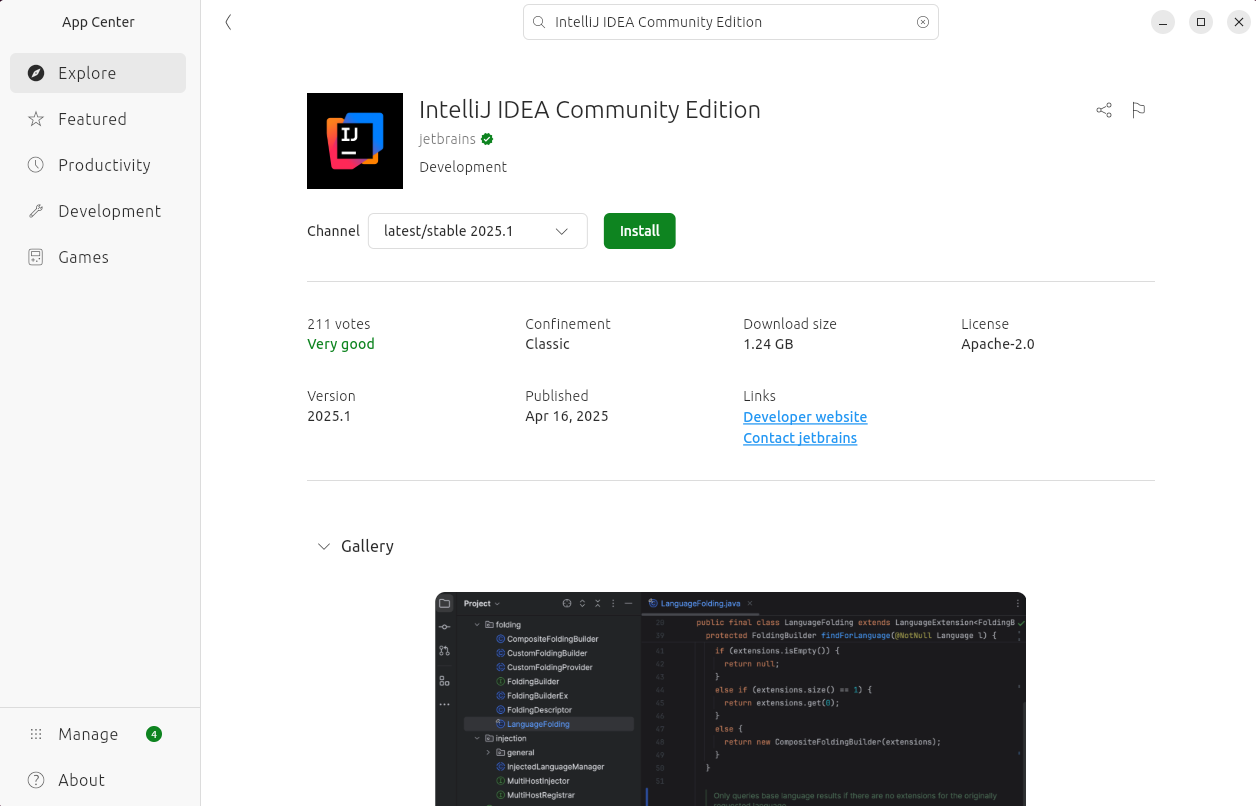 App Center
IntelliJ IDEA Community Edition
Explore
Featured
Productivity
Development
Games
Manage
4
About
IJ
IntelliJ IDEA Community Edition
jetbrains
Development
Channel
latest/stable 2025.1
Install
211 votes
Very good
Confinement
Classic
Download size
1.24 GB
License
Apache-2.0
Version
2025.1
Published
Apr 16, 2025
Links
Developer website
Contact jetbrains
Gallery
Project
folding
CompositeFoldingBuilder
CustomFoldingBuilder
CustomFoldingProvider
FoldingBuilder
FoldingBuilderEx
FoldingDescriptor
LanguageFolding
injection
general
InjectedLanguageManager
MultiHostInjector
MultiHostRegistrar
LanguageFolding.java
38 public final class LanguageFolding extends LanguageExtension<FoldingB
39 protected FoldingBuilder findForLanguage(@NotNull Language l) {
41 if (extensions.isEmpty()) {
42 return null;
43 }
44 else if (extensions.size() == 1) {
45 return extensions.get(0);
46 }
47 else {
48 return new CompositeFoldingBuilder(extensions);
49 }
50 }
51
Only queries base language results if there are no extensions for the originally
requested language